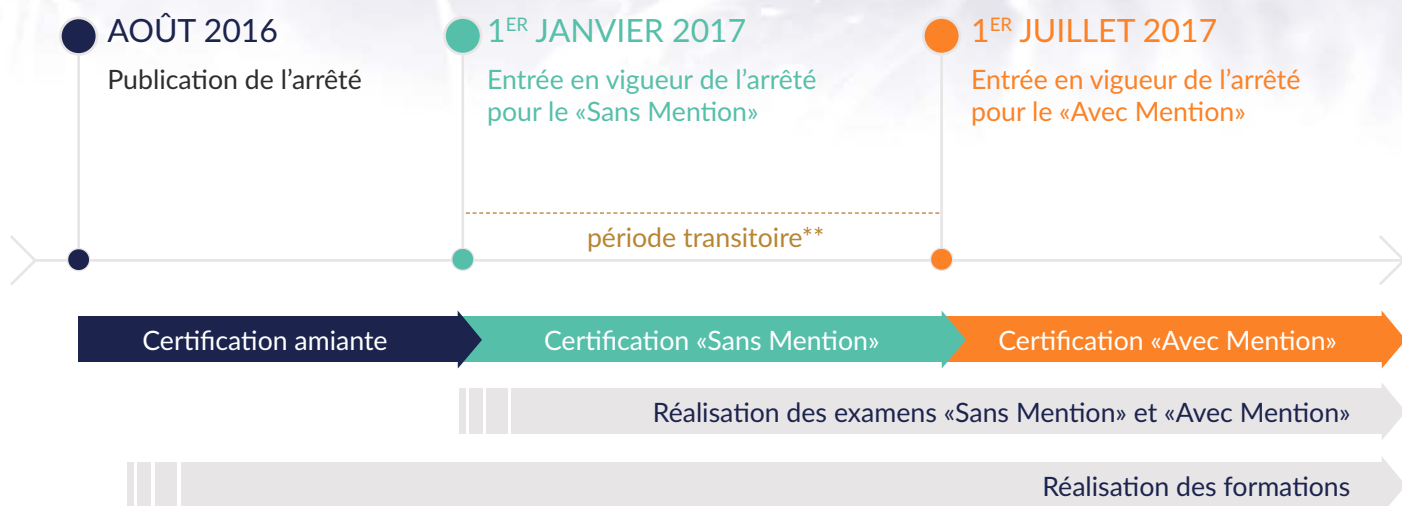 AOÛT 2016
Publication de l’arrêté
1ER JANVIER 2017
Entrée en vigueur de l’arrêté
pour le «Sans Mention»
1ER JUILLET 2017
Entrée en vigueur de l’arrêté
pour le «Avec Mention»
période transitoire**
Certification amiante
Certification «Sans Mention»
Certification «Avec Mention»
Réalisation des examens «Sans Mention» et «Avec Mention»
Réalisation des formations